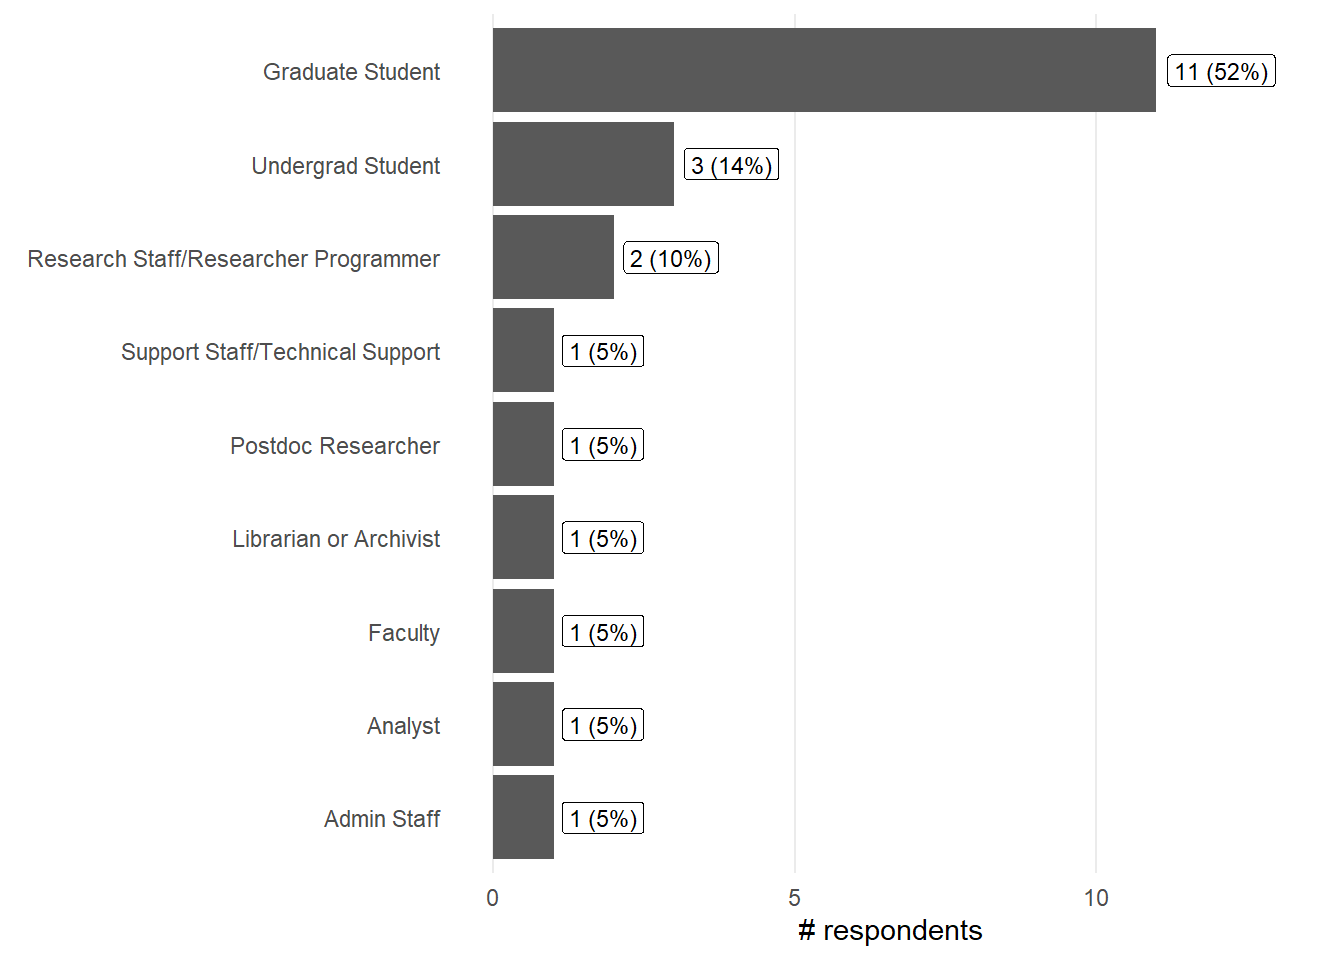 Graduate Student 11 (52%)
Undergrad Student 3 (14%)
Research Staff/Researcher Programmer 2 (10%)
Support Staff/Technical Support 1 (5%)
Postdoc Researcher 1 (5%)
Librarian or Archivist 1 (5%)
Faculty 1 (5%)
Analyst 1 (5%)
Admin Staff 1 (5%)
0 5 10
# respondents